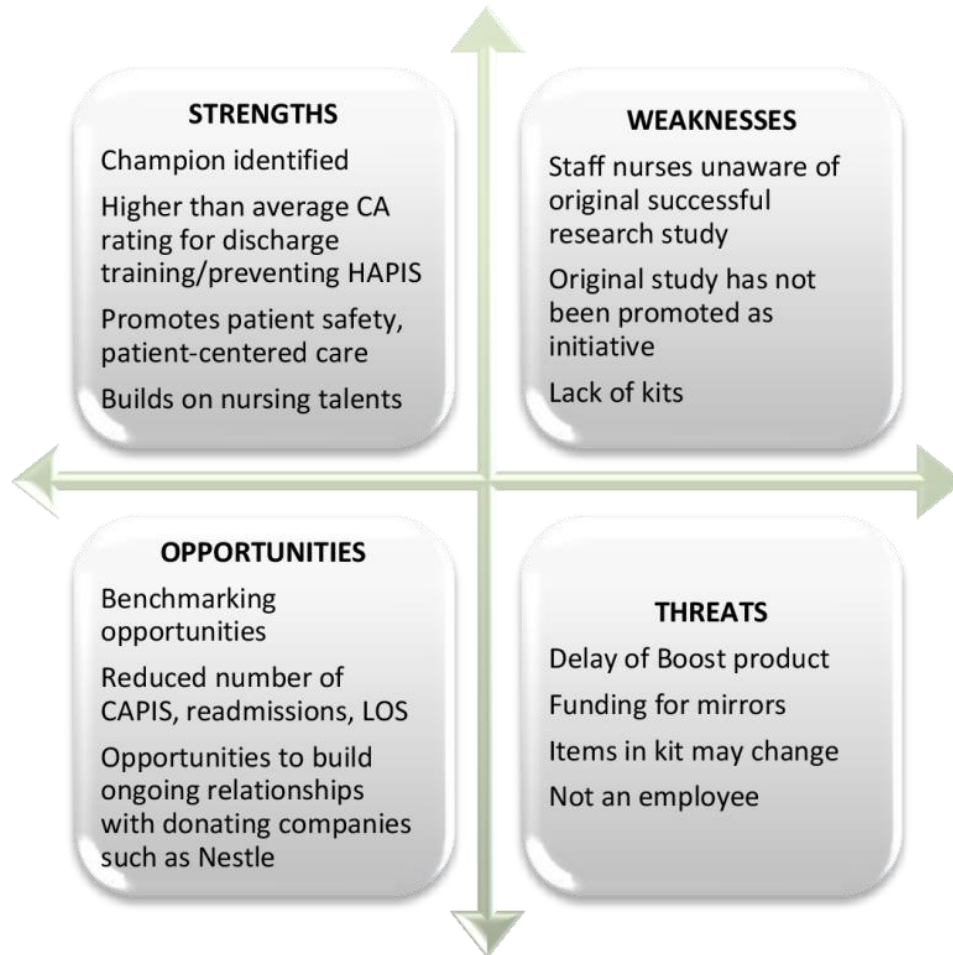 STRENGTHS
Champion identified
Higher than average CA
rating for discharge
training/preventing HAPIS
Promotes patient safety,
patient-centered care
Builds on nursing talents
WEAKNESSES
Staff nurses unaware of
original successful
research study
Original study has not
been promoted as
initiative
Lack of kits
OPPORTUNITIES
Benchmarking
opportunities
Reduced number of
CAPIS, readmissions, LOS
Opportunities to build
ongoing relationships
with donating companies
such as Nestle
THREATS
Delay of Boost product
Funding for mirrors
Items in kit may change
Not an employee